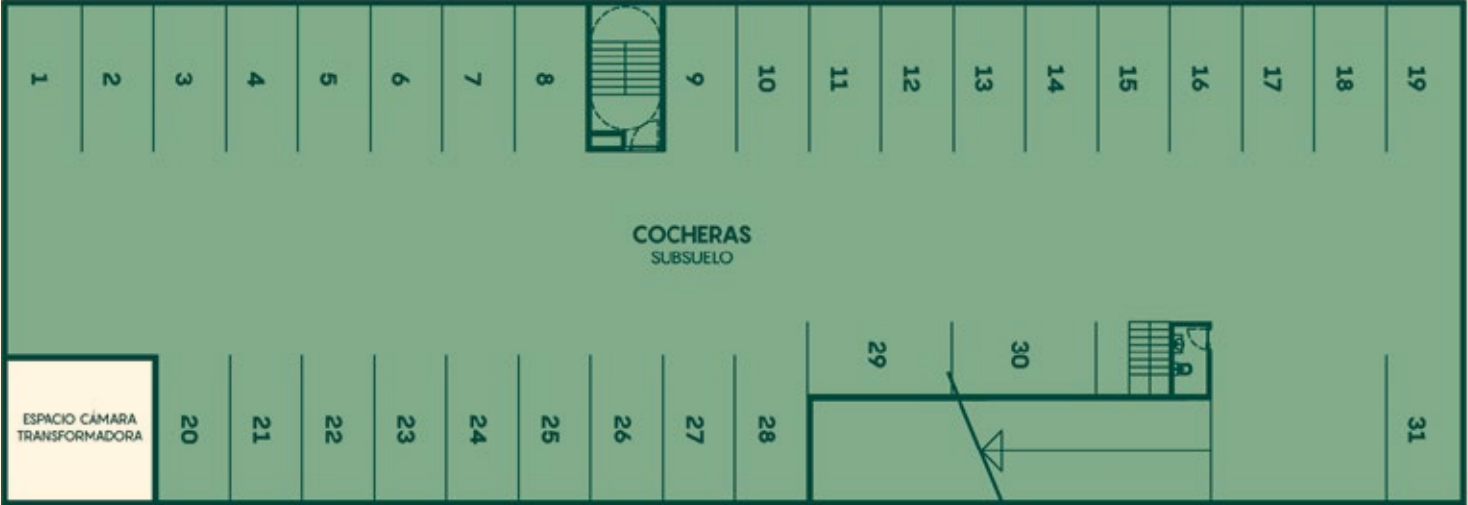 1 2 3 4 5 6 7 8 9 10 11 12 13 14 15 16 17 18 19
COCHERAS
SUBSUELO
29 30
ESPACIO CÁMARA
TRANSFORMADORA
20 21 22 23 24 25 26 27 28 31